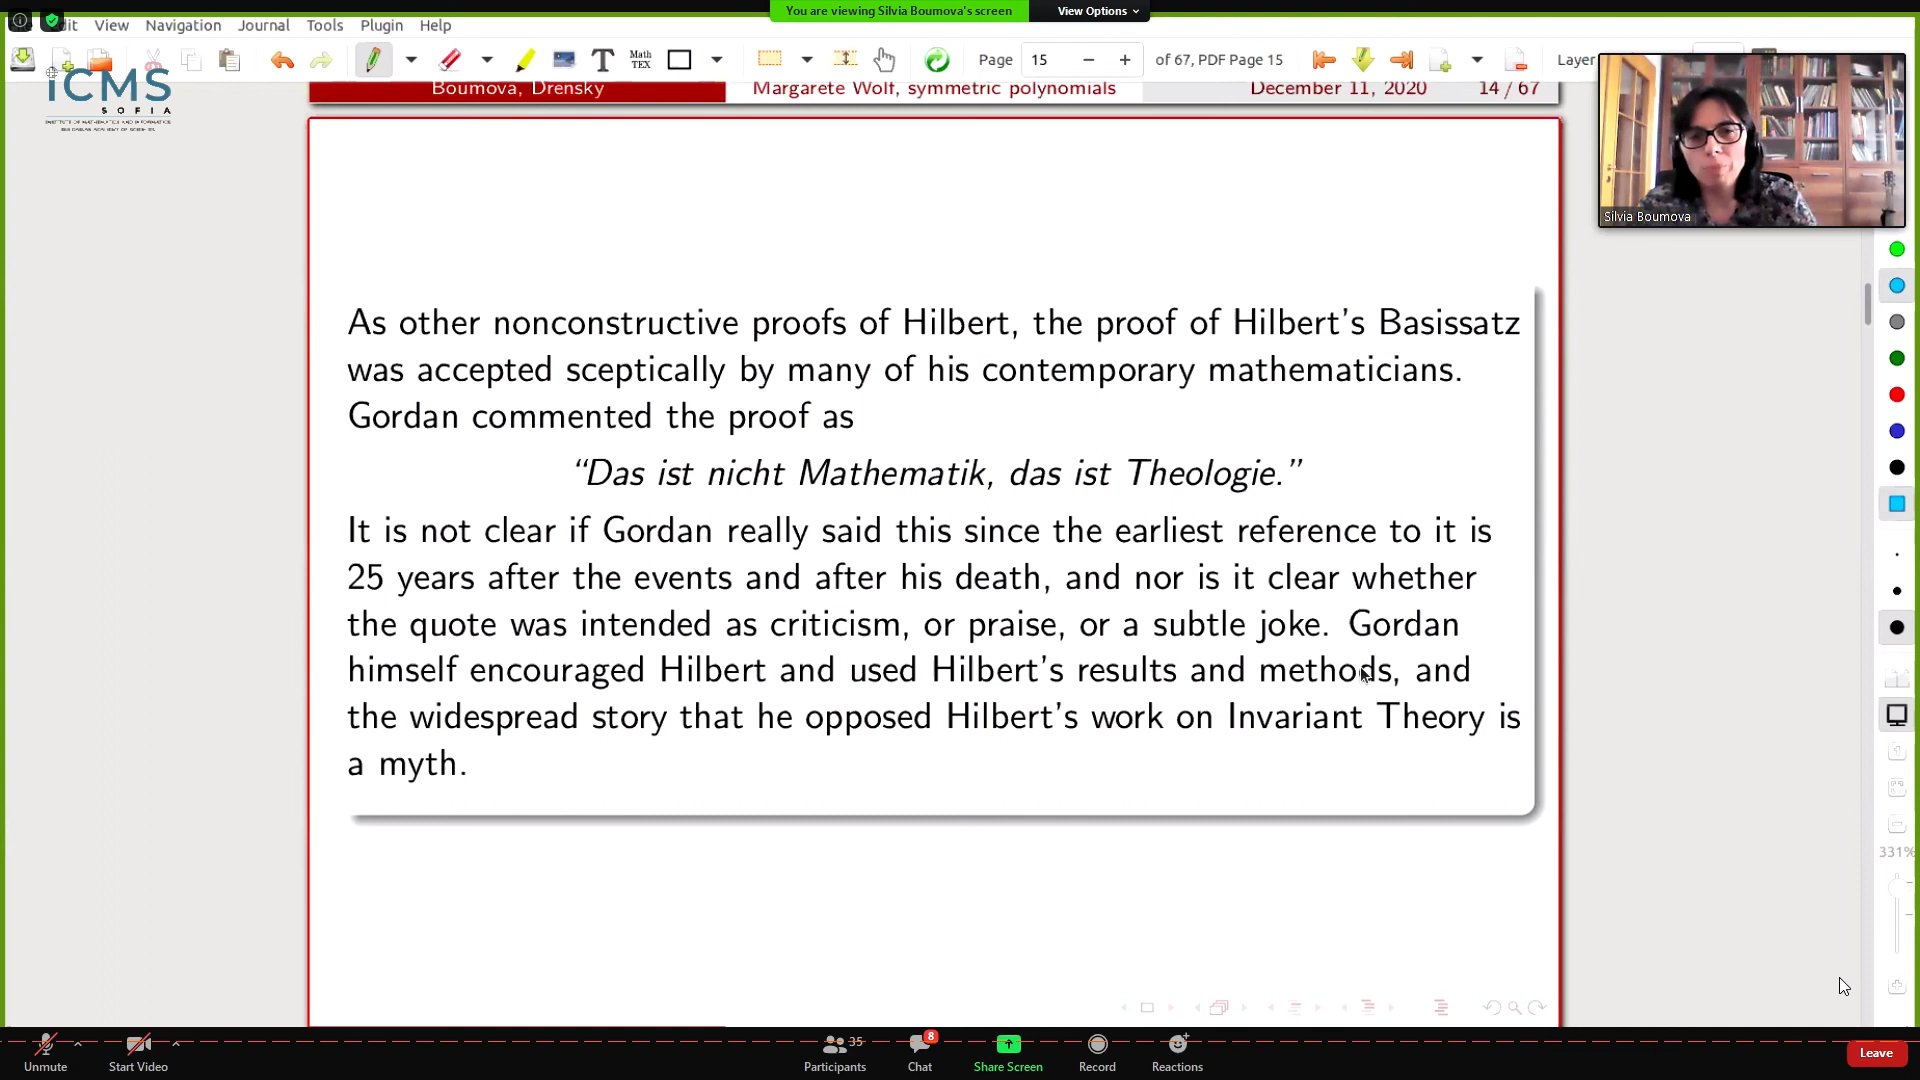 You are viewing Silvia Boumova's screen
View Options
View
Navigation
Journal
Tools
Plugin
Help
Math
TEX
Page
15
of 67, PDF Page 15
Layer
iCMS
SOFIA
Boumova, Drensky
Margarete Wolf, symmetric polynomials
December 11, 2020
14 / 67
Silvia Boumova
As other nonconstructive proofs of Hilbert, the proof of Hilbert's Basissatz
was accepted sceptically by many of his contemporary mathematicians.
Gordan commented the proof as
“Das ist nicht Mathematik, das ist Theologie.”
It is not clear if Gordan really said this since the earliest reference to it is
25 years after the events and after his death, and nor is it clear whether
the quote was intended as criticism, or praise, or a subtle joke. Gordan
himself encouraged Hilbert and used Hilbert's results and methods, and
the widespread story that he opposed Hilbert's work on Invariant Theory is
a myth.
331%
Unmute
Start Video
35
Participants
8
Chat
Share Screen
Record
Reactions
Leave